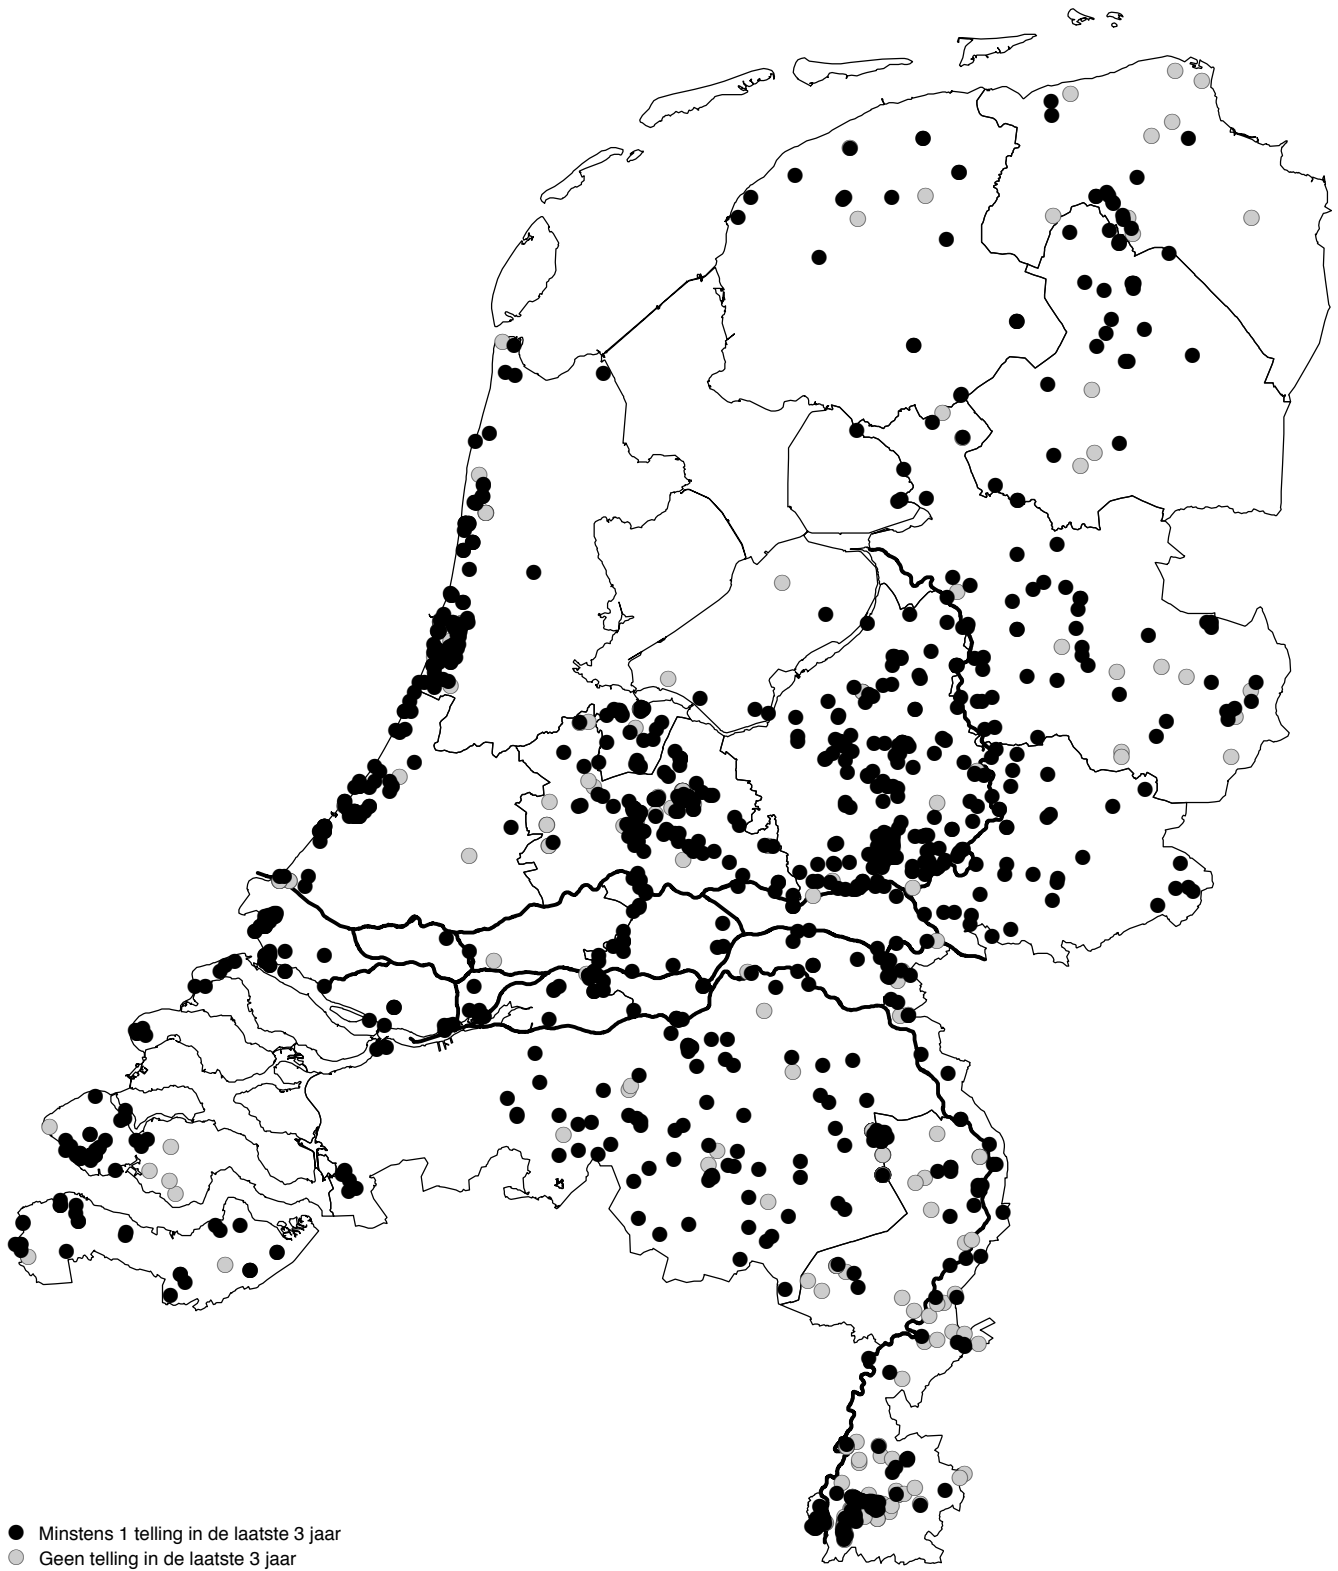 Minstens 1 telling in de laatste 3 jaar
Geen telling in de laatste 3 jaar